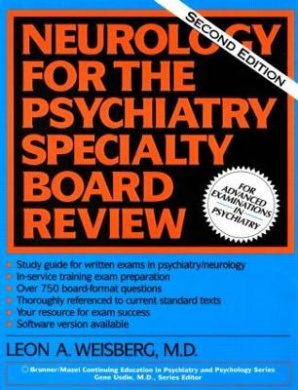 SECOND EDITION
NEUROLOGY
FOR THE
PSYCHIATRY
SPECIALTY
BOARD
REVIEW
FOR
ADVANCED
EXAMINATIONS
IN
PSYCHIATRY
Study guide for written exams in psychiatry/neurology
In-service training exam preparation
Over 750 board-format questions
Thoroughly referenced to current standard texts
Your resource for exam success
Software version available
LEON A. WEISBERG, M.D.
Brunner/Mazel Continuing Education in Psychiatry and Psychology Series
Gene Usdin, M.D., Series Editor